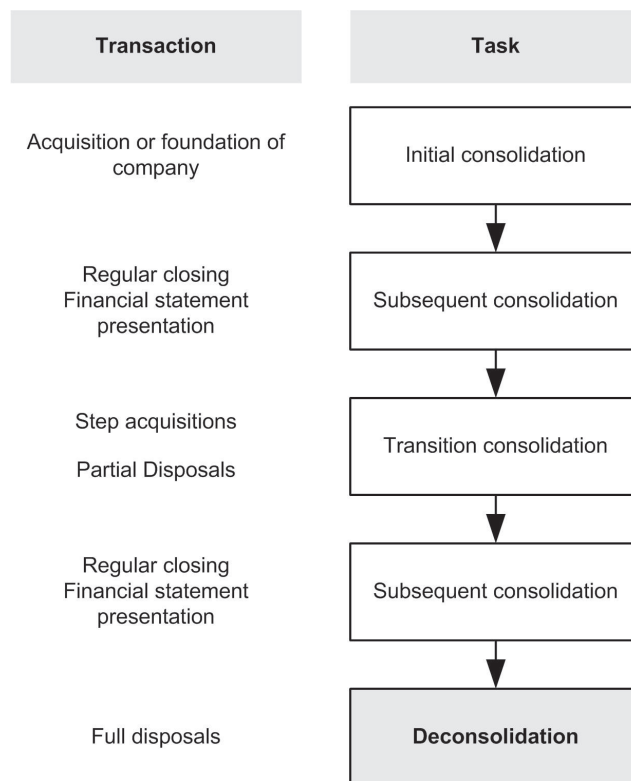 Transaction
Task
Acquisition or foundation of
company
Initial consolidation
Regular closing
Financial statement
presentation
Subsequent consolidation
Step acquisitions
Partial Disposals
Transition consolidation
Regular closing
Financial statement
presentation
Subsequent consolidation
Full disposals
Deconsolidation